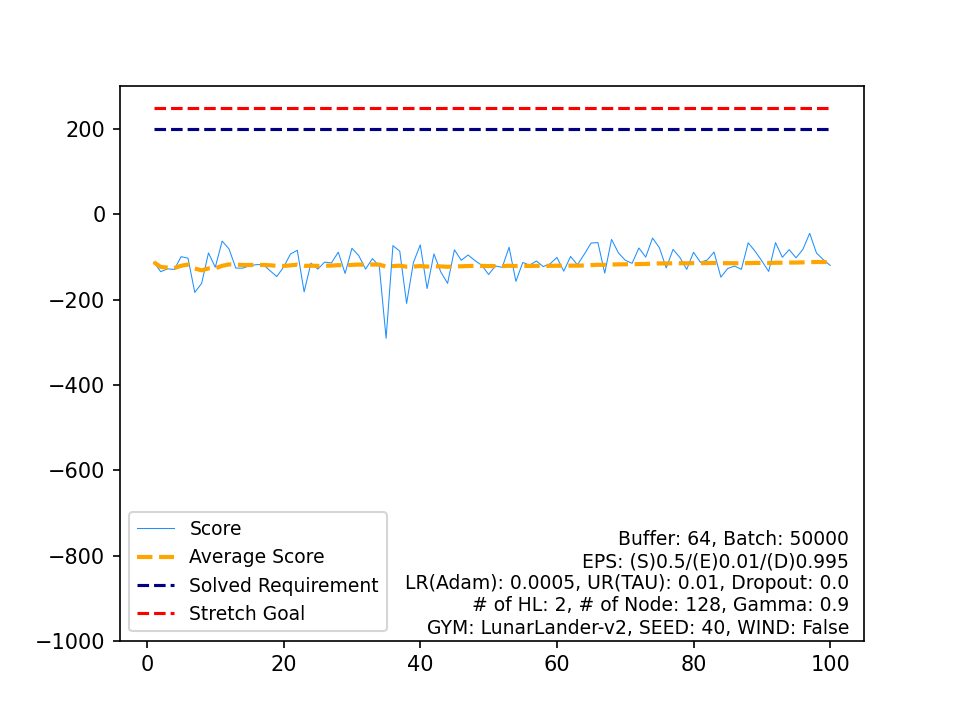 200
0
−200
−400
−600
−800
−1000
0 20 40 60 80 100
Score
Average Score
Solved Requirement
Stretch Goal
Buffer: 64, Batch: 50000
EPS: (S)0.5/(E)0.01/(D)0.995
LR(Adam): 0.0005, UR(TAU): 0.01, Dropout: 0.0
# of HL: 2, # of Node: 128, Gamma: 0.9
GYM: LunarLander-v2, SEED: 40, WIND: False